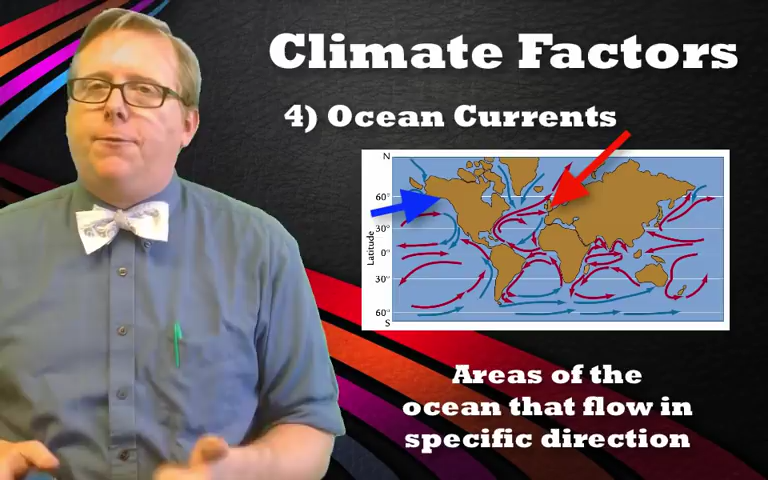 Climate Factors
4) Ocean Currents
N
60°
30°
0°
30°
60°
S
Latitude
Areas of the
ocean that flow in
specific direction